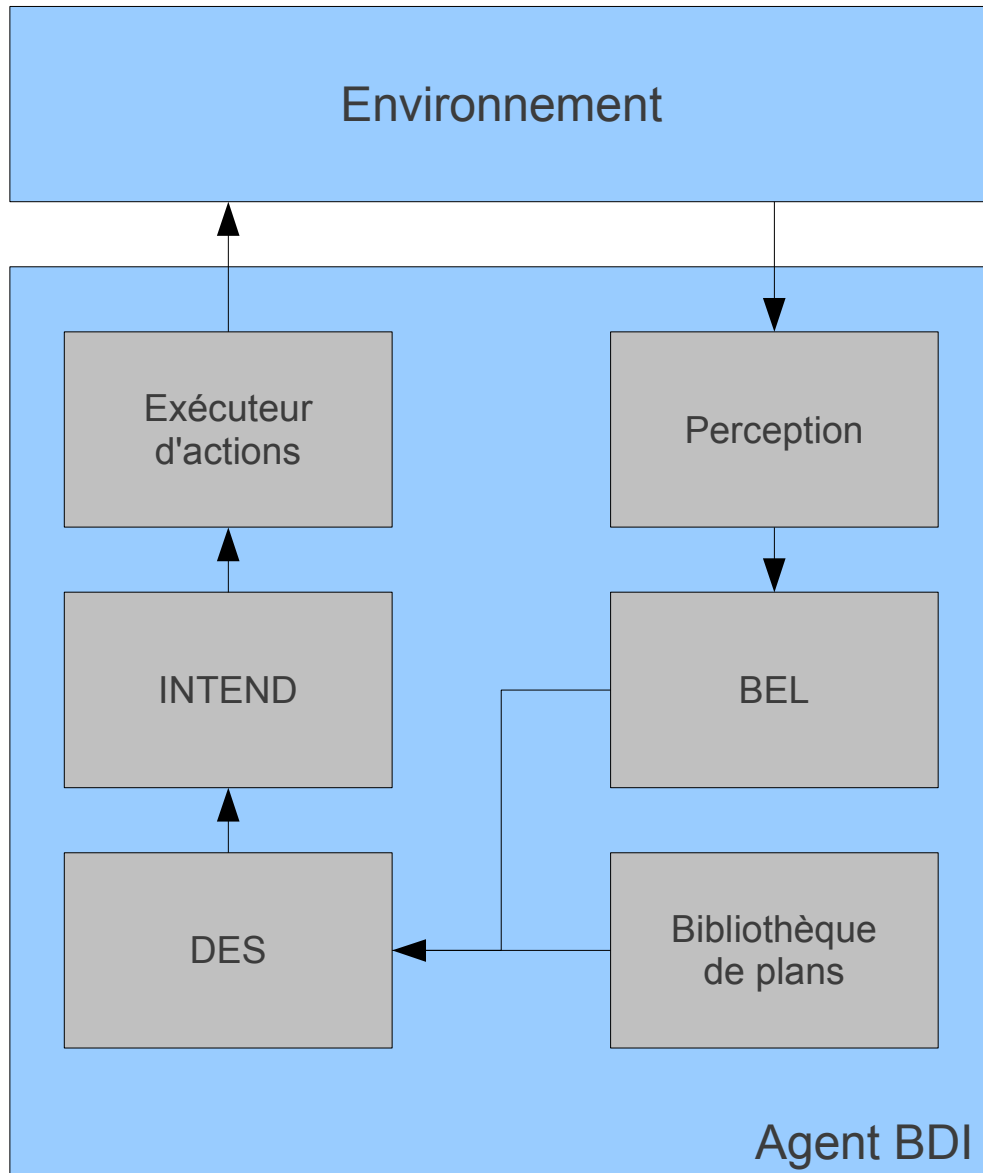 Environnement
Exécuteur
d'actions
Perception
INTEND
BEL
DES
Bibliothèque
de plans
Agent BDI